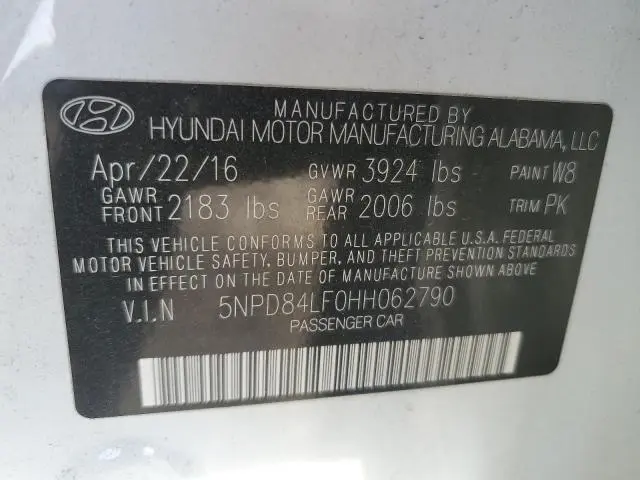 MANUFACTURED BY
HYUNDAI MOTOR MANUFACTURING ALABAMA, LLC
Apr/22/16 GVWR 3924 lbs PAINT W8
GAWR FRONT 2183 lbs GAWR REAR 2006 lbs TRIM PK
THIS VEHICLE CONFORMS TO ALL APPLICABLE U.S.A. FEDERAL
MOTOR VEHICLE SAFETY, BUMPER, AND THEFT PREVENTION STANDARDS
IN EFFECT ON THE DATE OF MANUFACTURE SHOWN ABOVE.
V.I.N 5NPD84LF0HH062790
PASSENGER CAR